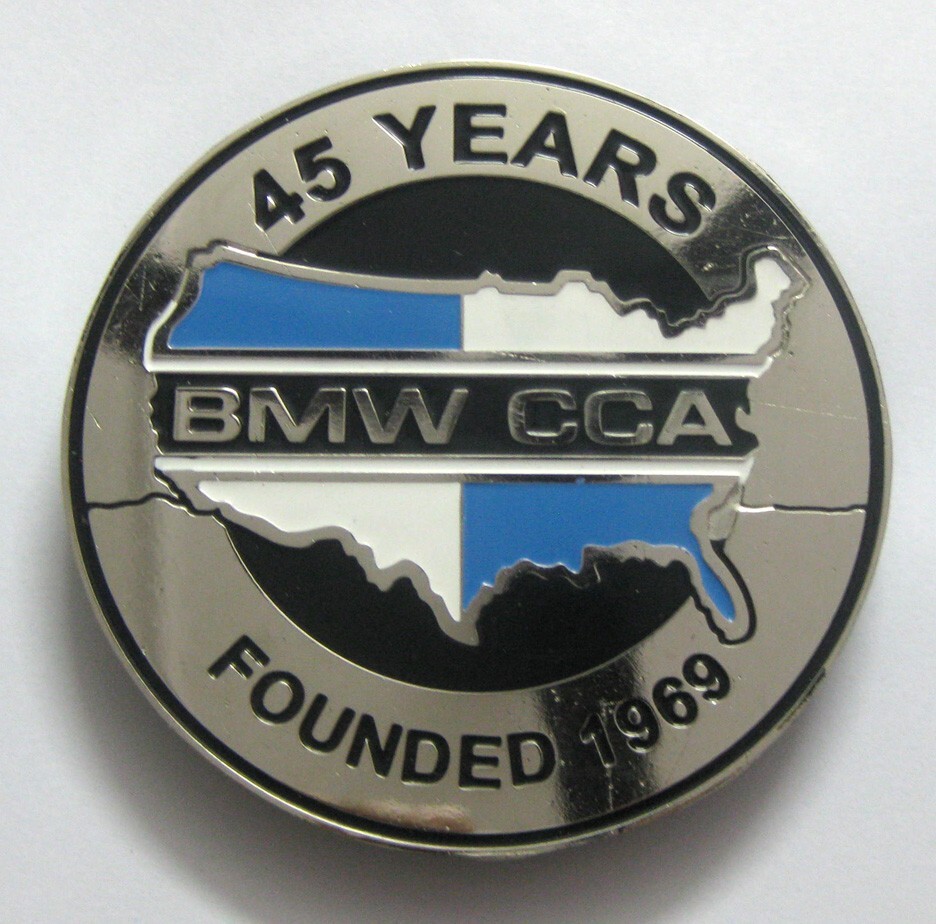 45 YEARS
BMW CCA
FOUNDED 1969